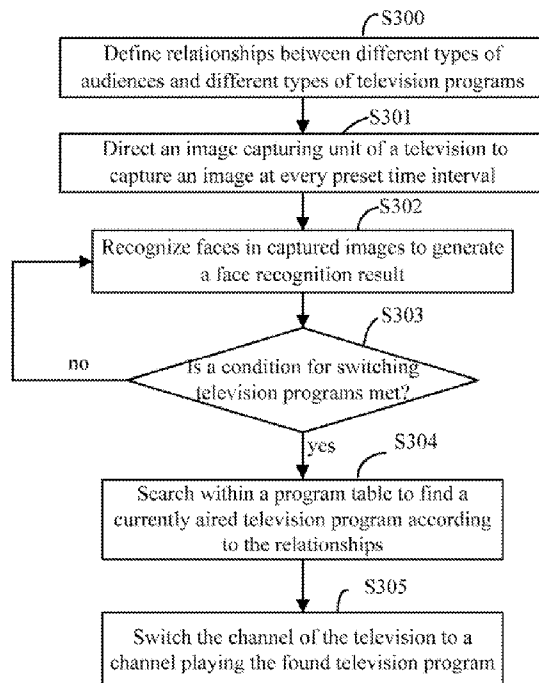 S300
Define relationships between different types of
audiences and different types of television programs
S301
Direct an image capturing unit of a television to
capture an image at every preset time interval
S302
Recognize faces in captured images to generate
a face recognition result
S303
no
Is a condition for switching
television programs met?
yes
S304
Search within a program table to find a
currently aired television program according
to the relationships
S305
Switch the channel of the television to a
channel playing the found television program